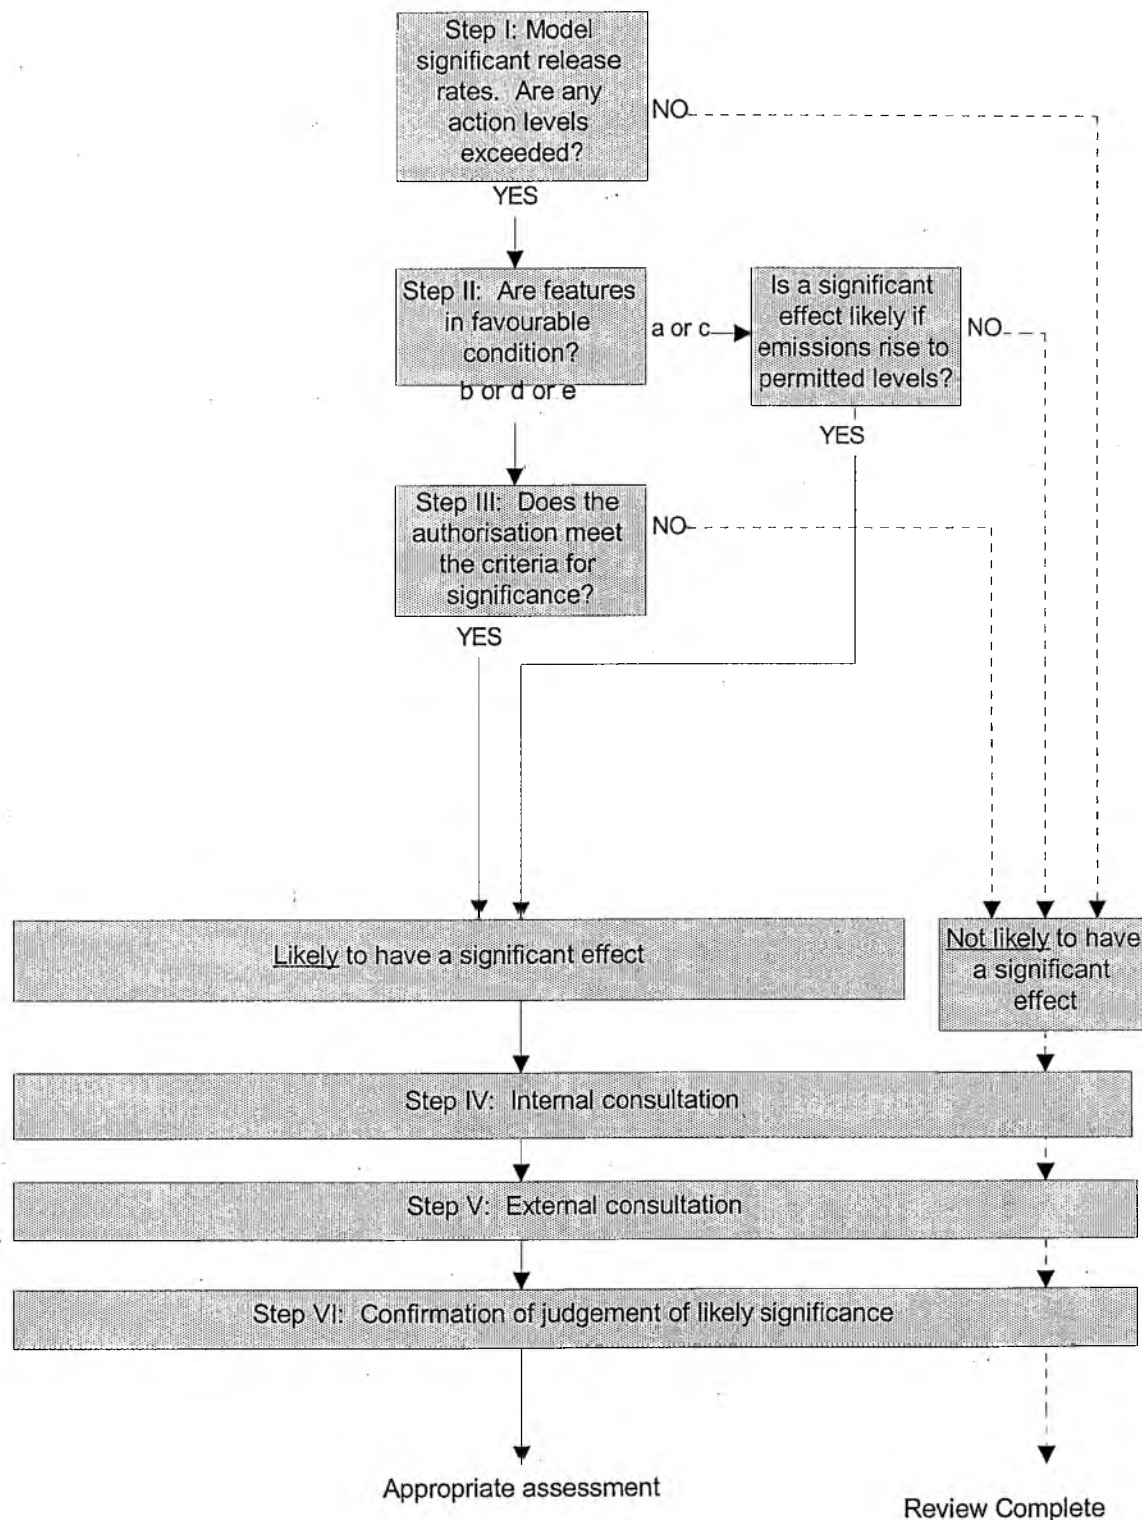 Step I: Model
significant release
rates. Are any
action levels
exceeded?
NO
YES
Step II: Are features
in favourable
condition?
a or c
b or d or e
Is a significant
effect likely if
emissions rise to
permitted levels?
NO
YES
Step III: Does the
authorisation meet
the criteria for
significance?
NO
YES
Likely to have a significant effect
Not likely to have
a significant
effect
Step IV: Internal consultation
Step V: External consultation
Step VI: Confirmation of judgement of likely significance
Appropriate assessment
Review Complete